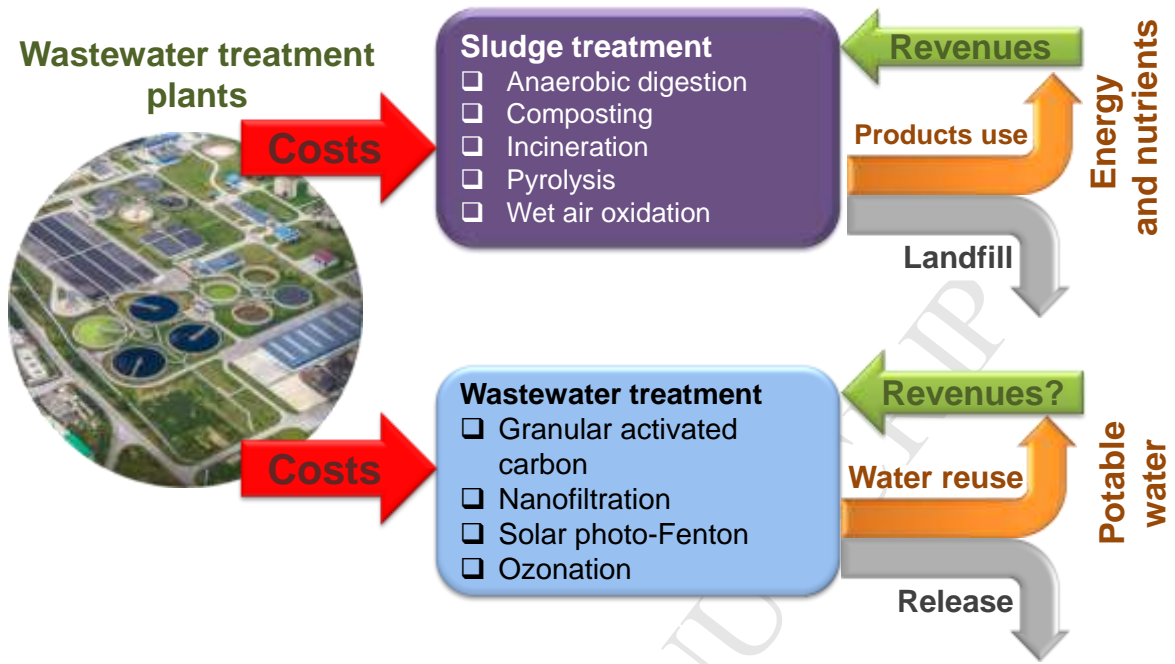 Wastewater treatment
plants
Costs
Sludge treatment
❑ Anaerobic digestion
❑ Composting
❑ Incineration
❑ Pyrolysis
❑ Wet air oxidation
Revenues
Products use
Landfill
Energy
and nutrients
Costs
Wastewater treatment
❑ Granular activated
carbon
❑ Nanofiltration
❑ Solar photo-Fenton
❑ Ozonation
Revenues?
Water reuse
Release
Potable
water